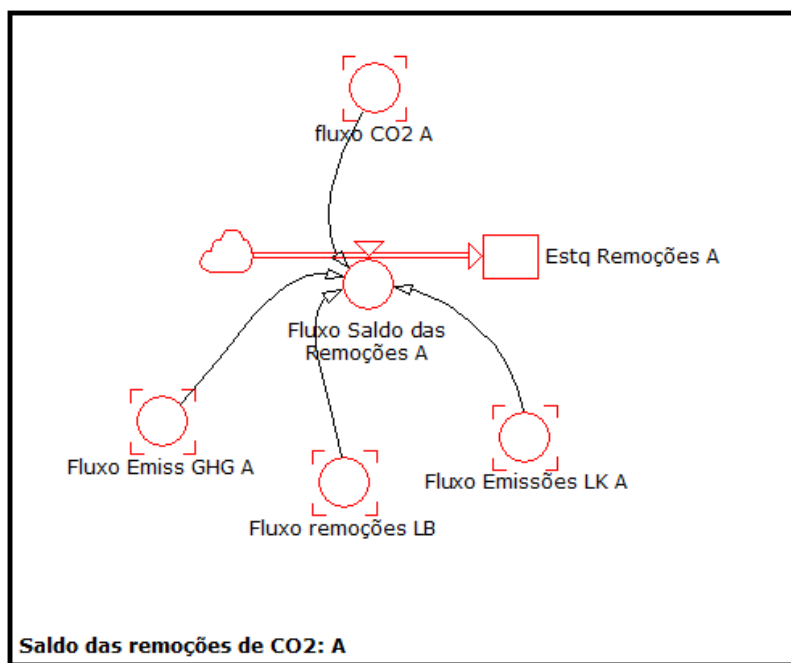 fluxo CO2 A
Estq Remoções A
Fluxo Saldo das
Remoções A
Fluxo Emiss GHG A
Fluxo Emissões LK A
Fluxo remoções LB
Saldo das remoções de CO2: A